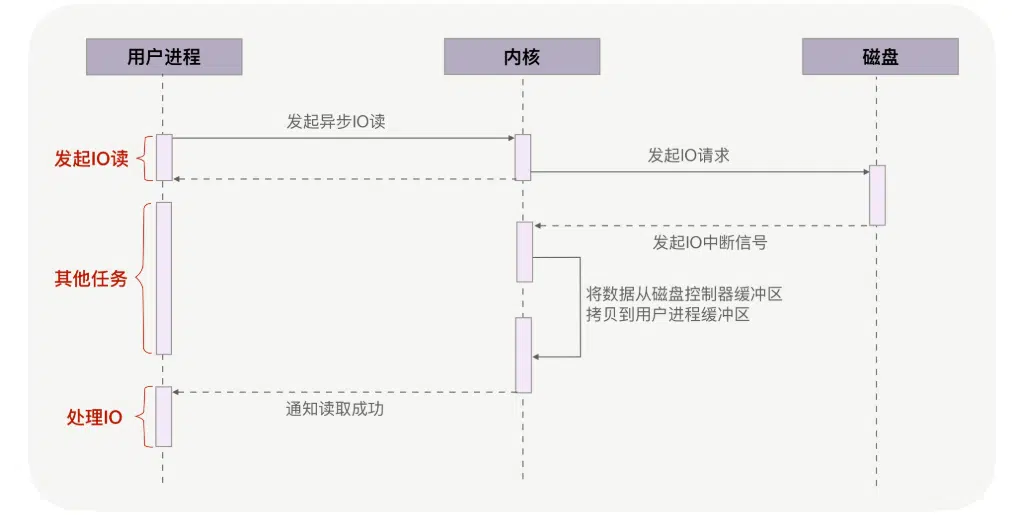 用户进程
内核
磁盘
发起异步IO读
发起IO读
发起IO请求
发起IO中断信号
其他任务
将数据从磁盘控制器缓冲区
拷贝到用户进程缓冲区
处理IO
通知读取成功